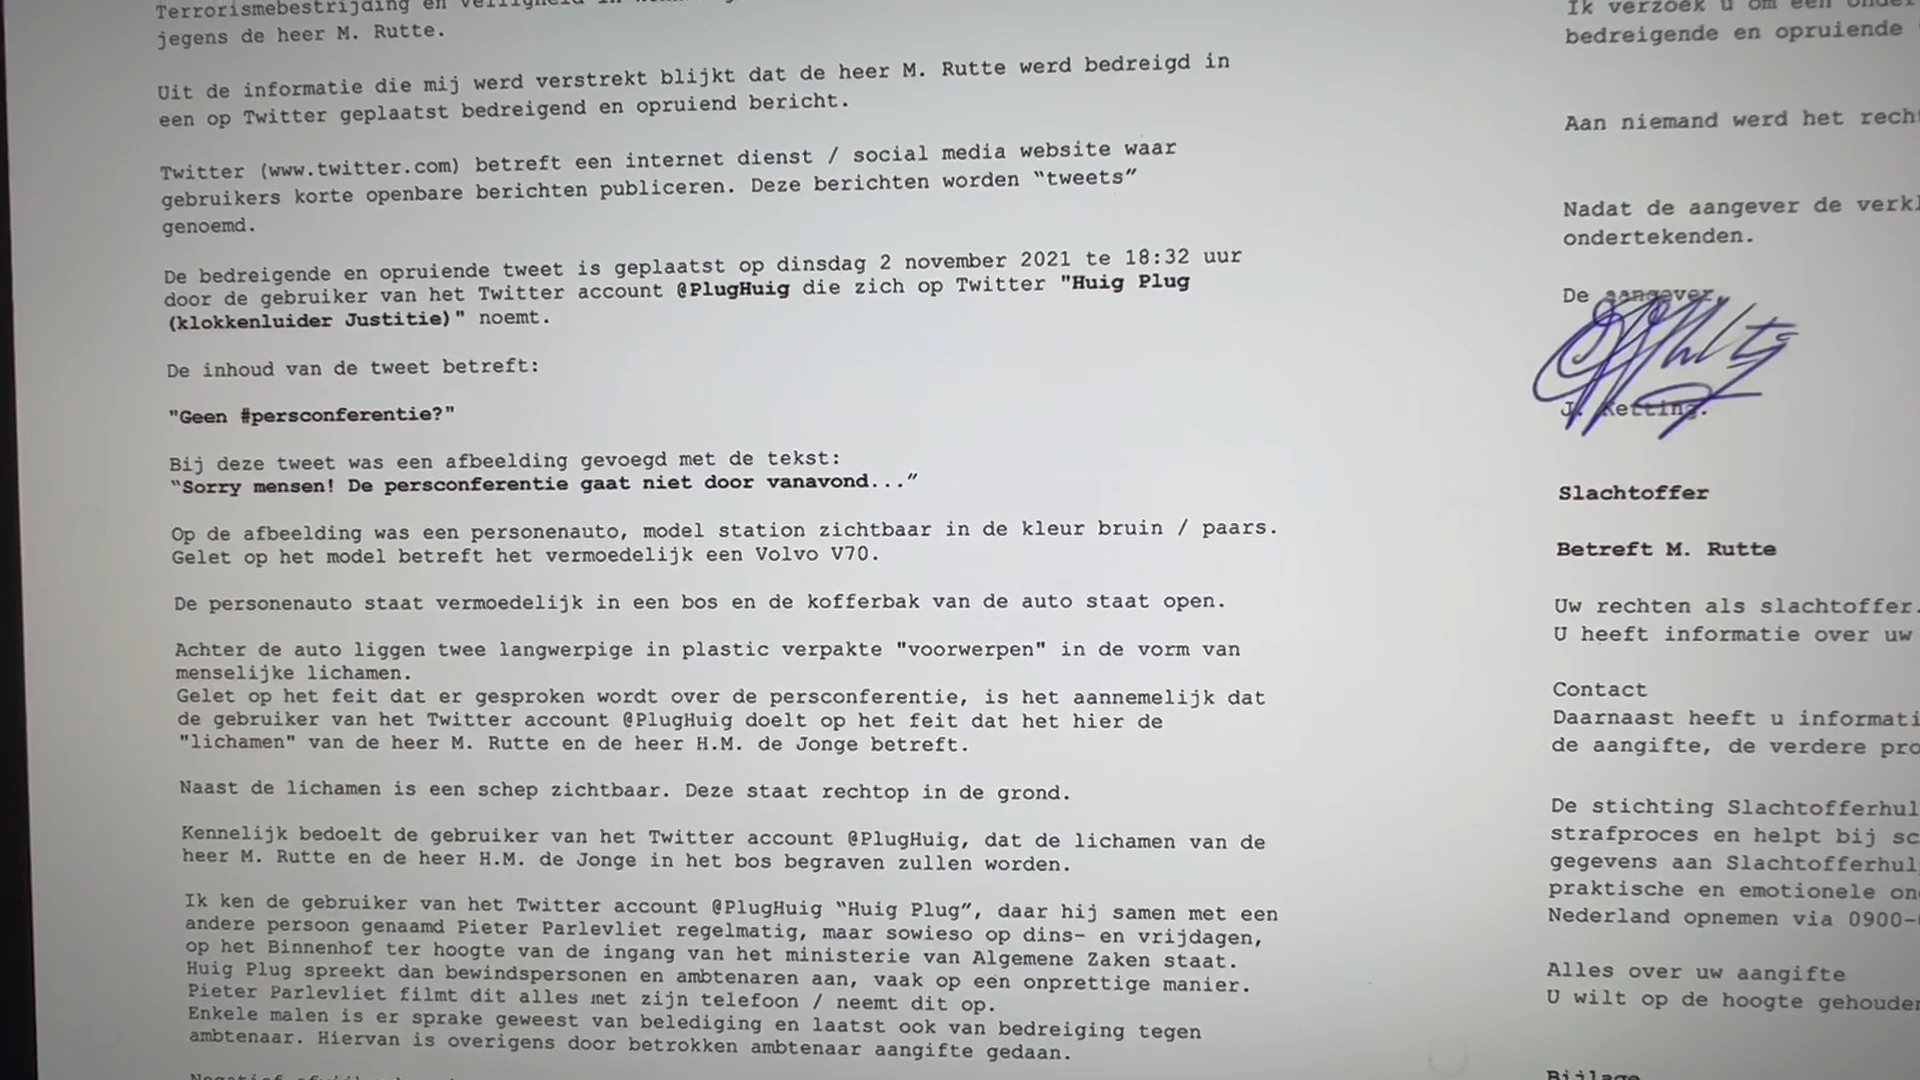 Terrorismebestrijding en
jegens de heer M. Rutte.
Uit de informatie die mij werd verstrekt blijkt dat de heer M. Rutte werd bedreigd in
een op Twitter geplaatst bedreigend en opruiend bericht.
Twitter (www.twitter.com) betreft een internet dienst / social media website waar
gebruikers korte openbare berichten publiceren. Deze berichten worden “tweets”
genoemd.
De bedreigende en opruiende tweet is geplaatst op dinsdag 2 november 2021 te 18:32 uur
door de gebruiker van het Twitter account @PlugHuig die zich op Twitter "Huig Plug
(klokkenluider Justitie)" noemt.
De inhoud van de tweet betreft:
"Geen #persconferentie?"
Bij deze tweet was een afbeelding gevoegd met de tekst:
“Sorry mensen! De persconferentie gaat niet door vanavond...”
Op de afbeelding was een personenauto, model station zichtbaar in de kleur bruin / paars.
Gelet op het model betreft het vermoedelijk een Volvo V70.
De personenauto staat vermoedelijk in een bos en de kofferbak van de auto staat open.
Achter de auto liggen twee langwerpige in plastic verpakte "voorwerpen" in de vorm van
menselijke lichamen.
Gelet op het feit dat er gesproken wordt over de persconferentie, is het aannemelijk dat
de gebruiker van het Twitter account @PlugHuig doelt op het feit dat het hier de
"lichamen" van de heer M. Rutte en de heer H.M. de Jonge betreft.
Naast de lichamen is een schep zichtbaar. Deze staat rechtop in de grond.
Kennelijk bedoelt de gebruiker van het Twitter account @PlugHuig, dat de lichamen van de
heer M. Rutte en de heer H.M. de Jonge in het bos begraven zullen worden.
Ik ken de gebruiker van het Twitter account @PlugHuig “Huig Plug”, daar hij samen met een
andere persoon genaamd Pieter Parlevliet regelmatig, maar sowieso op dins- en vrijdagen,
op het Binnenhof ter hoogte van de ingang van het ministerie van Algemene Zaken staat.
Huig Plug spreekt dan bewindspersonen en ambtenaren aan, vaak op een onprettige manier.
Pieter Parlevliet filmt dit alles met zijn telefoon / neemt dit op.
Enkele malen is er sprake geweest van belediging en laatst ook van bedreiging tegen
ambtenaar. Hiervan is overigens door betrokken ambtenaar aangifte gedaan.
Ik verzoek u om een
bedreigende en opruiende
Aan niemand werd het
Nadat de aangever de
ondertekenden.
De aangever,
J. Ketting.
Slachtoffer
Betreft M. Rutte
Uw rechten als slachtoffer.
U heeft informatie over uw
Contact
Daarnaast heeft u
de aangifte, de verdere
De stichting
strafproces en helpt bij
gegevens aan
praktische en emotionele
Nederland opnemen via 0900-
Alles over uw aangifte
U wilt op de hoogte
Bijlage